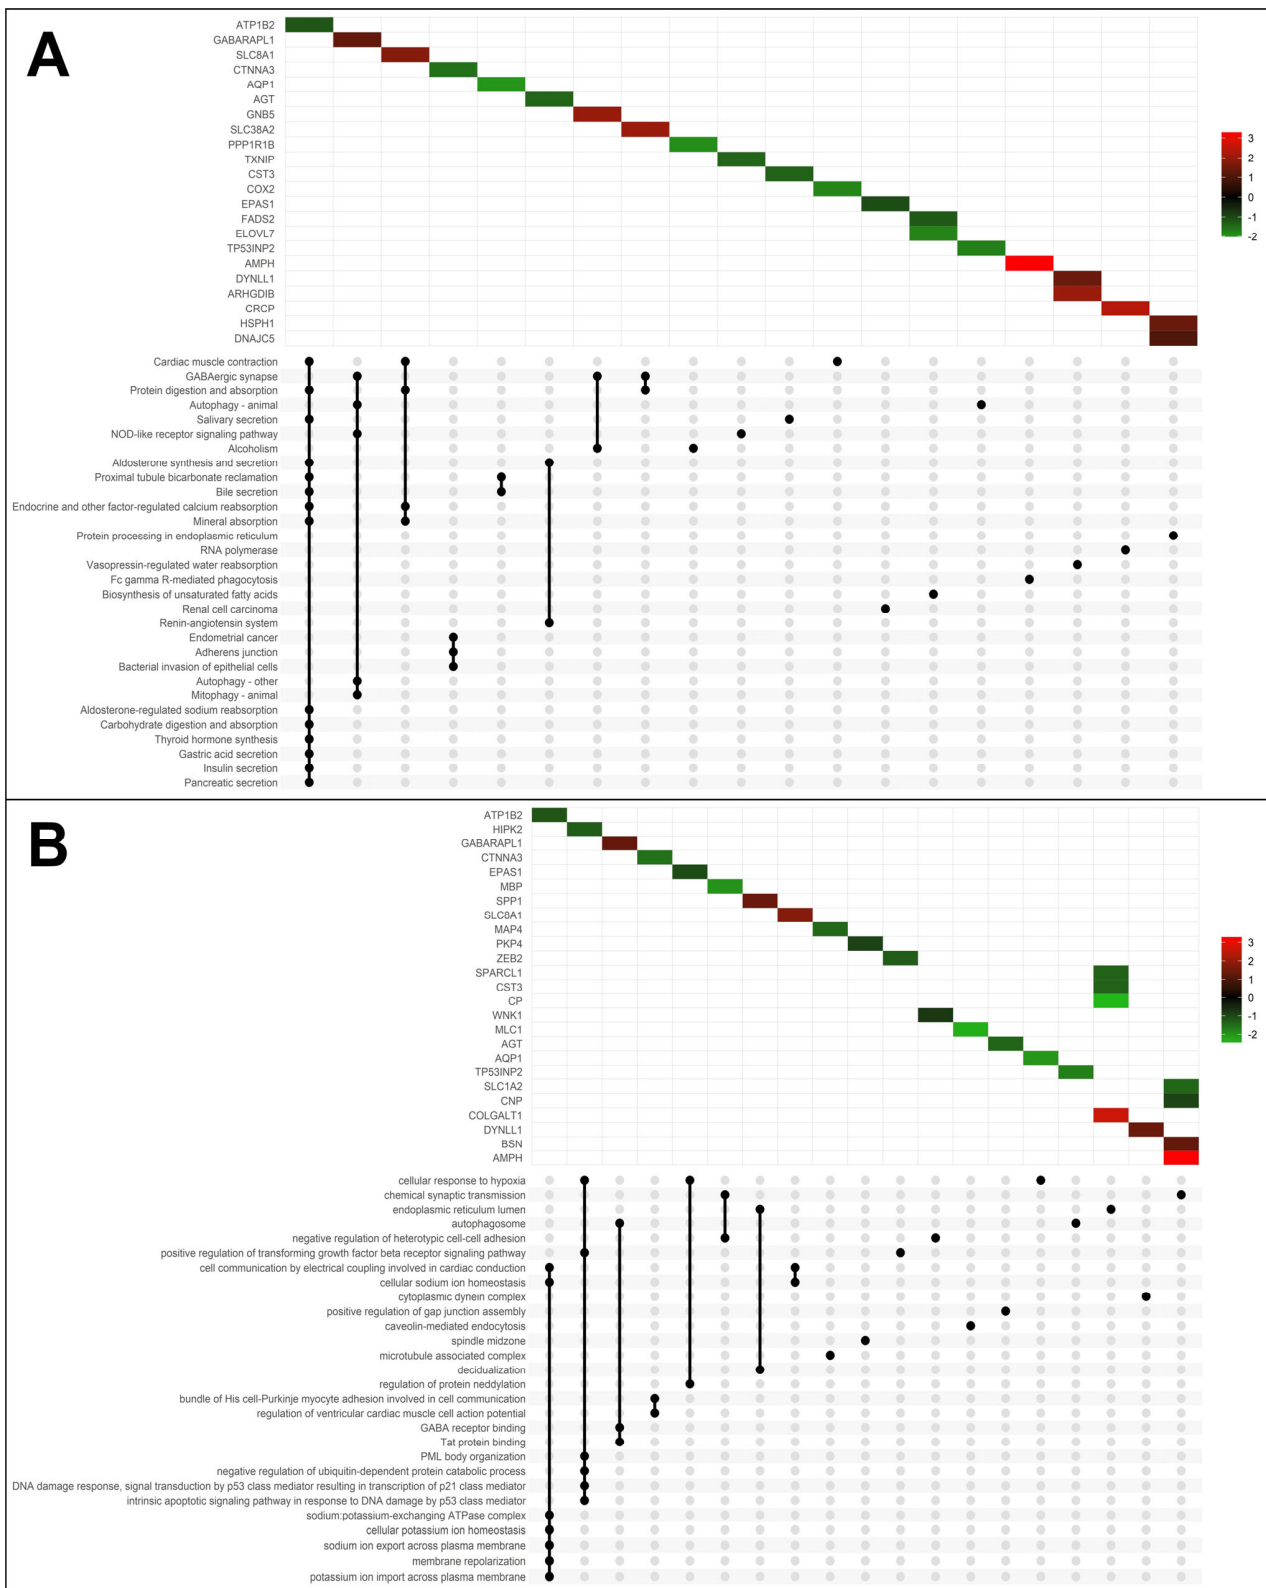 A
ATP1B2
GABARAPL1
SLC8A1
CTNNA3
AQP1
AGT
GNB5
SLC38A2
PPP1R1B
TXNIP
CST3
COX2
EPAS1
FADS2
ELOVL7
TP53INP2
AMPH
DYNLL1
ARHGDIB
CRCP
HSPH1
DNAJC5
3
2
1
0
-1
-2
Cardiac muscle contraction
GABAergic synapse
Protein digestion and absorption
Autophagy - animal
Salivary secretion
NOD-like receptor signaling pathway
Alcoholism
Aldosterone synthesis and secretion
Proximal tubule bicarbonate reclamation
Bile secretion
Endocrine and other factor-regulated calcium reabsorption
Mineral absorption
Protein processing in endoplasmic reticulum
RNA polymerase
Vasopressin-regulated water reabsorption
Fc gamma R-mediated phagocytosis
Biosynthesis of unsaturated fatty acids
Renal cell carcinoma
Renin-angiotensin system
Endometrial cancer
Adherens junction
Bacterial invasion of epithelial cells
Autophagy - other
Mitophagy - animal
Aldosterone-regulated sodium reabsorption
Carbohydrate digestion and absorption
Thyroid hormone synthesis
Gastric acid secretion
Insulin secretion
Pancreatic secretion
B
ATP1B2
HIPK2
GABARAPL1
CTNNA3
EPAS1
MBP
SPP1
SLC8A1
MAP4
PKP4
ZEB2
SPARCL1
CST3
CP
WNK1
MLC1
AGT
AQP1
TP53INP2
SLC1A2
CNP
COLGALT1
DYNLL1
BSN
AMPH
3
2
1
0
-1
-2
cellular response to hypoxia
chemical synaptic transmission
endoplasmic reticulum lumen
autophagosome
negative regulation of heterotypic cell-cell adhesion
positive regulation of transforming growth factor beta receptor signaling pathway
cell communication by electrical coupling involved in cardiac conduction
cellular sodium ion homeostasis
cytoplasmic dynein complex
positive regulation of gap junction assembly
caveolin-mediated endocytosis
spindle midzone
microtubule associated complex
decidualization
regulation of protein neddylation
bundle of His cell-Purkinje myocyte adhesion involved in cell communication
regulation of ventricular cardiac muscle cell action potential
GABA receptor binding
Tat protein binding
PML body organization
negative regulation of ubiquitin-dependent protein catabolic process
DNA damage response, signal transduction by p53 class mediator resulting in transcription of p21 class mediator
intrinsic apoptotic signaling pathway in response to DNA damage by p53 class mediator
sodium:potassium-exchanging ATPase complex
cellular potassium ion homeostasis
sodium ion export across plasma membrane
membrane repolarization
potassium ion import across plasma membrane